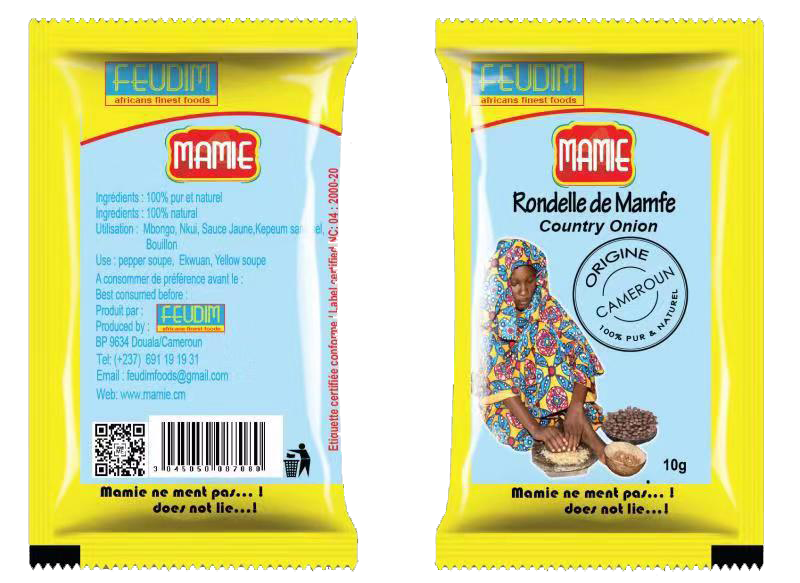 FEUDIM
africans finest foods
MAMIE
Ingrédients : 100% pur et naturel
Ingredients : 100% natural
Utilisation : Mbongo, Nkui, Sauce Jaune,Kepeum
Bouillon
Use : pepper soupe, Ekwuan, Yellow soupe
A consommer de préférence avant le :
Best consumed before :
Produit par :
Produced by :
FEUDIM
africans finest foods
BP 9634 Douala/Cameroun
Tel: (+237) 691 19 19 31
Email : feudimfoods@gmail.com
Web: www.mamie.cm
Etiquette certifiée conforme / Label certified NC: 04 : 2000-20
3 045050 087060
Mamie ne ment pas... !
does not lie...!
FEUDIM
africans finest foods
MAMIE
Rondelle de Mamfe
Country Onion
ORIGINE
CAMEROUN
100% PUR & NATUREL
10g
Mamie ne ment pas... !
does not lie...!